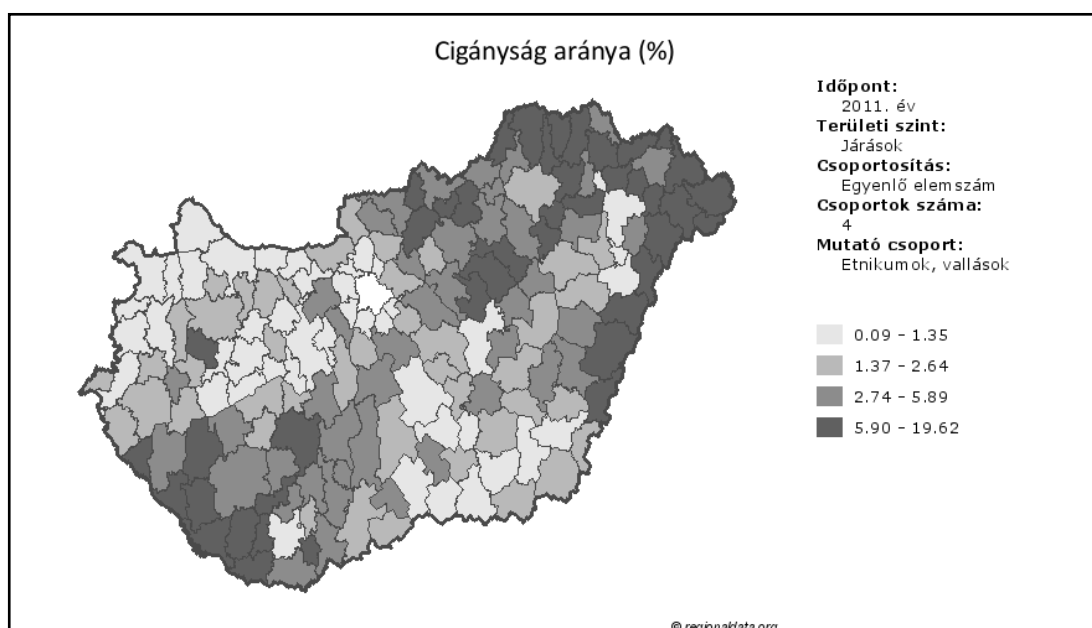 Cigányság aránya (%)
Időpont:
2011. év
Területi szint:
Járások
Csoportosítás:
Egyenlő elemszám
Csoportok száma:
4
Mutató csoport:
Etnikumok, vallások
0.09 - 1.35
1.37 - 2.64
2.74 - 5.89
5.90 - 19.62
© regionaldata.org